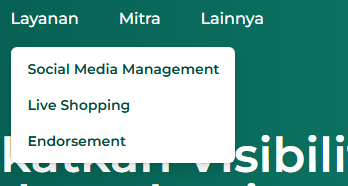 Layanan Mitra Lainnya
Social Media Management
Live Shopping
Endorsement